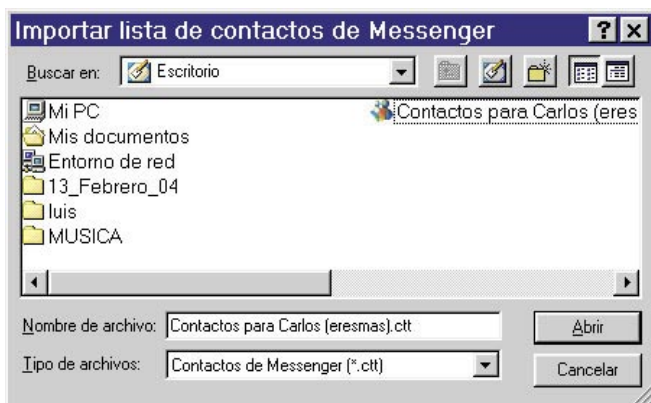 Importar lista de contactos de Messenger
Buscar en: Escritorio
Mi PC
Mis documentos
Entorno de red
13_Febrero_04
luis
MUSICA
Contactos para Carlos (eres
Nombre de archivo: Contactos para Carlos (eresmas).ctt
Abrir
Tipo de archivos: Contactos de Messenger (*.ctt)
Cancelar